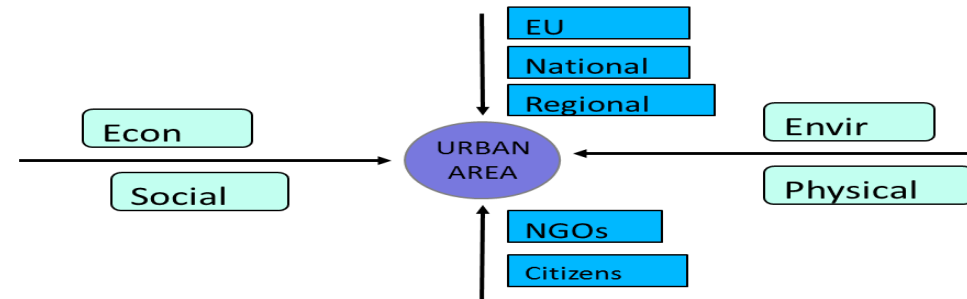 EU
National
Regional
Econ
Envir
URBAN
AREA
Social
Physical
NGOs
Citizens